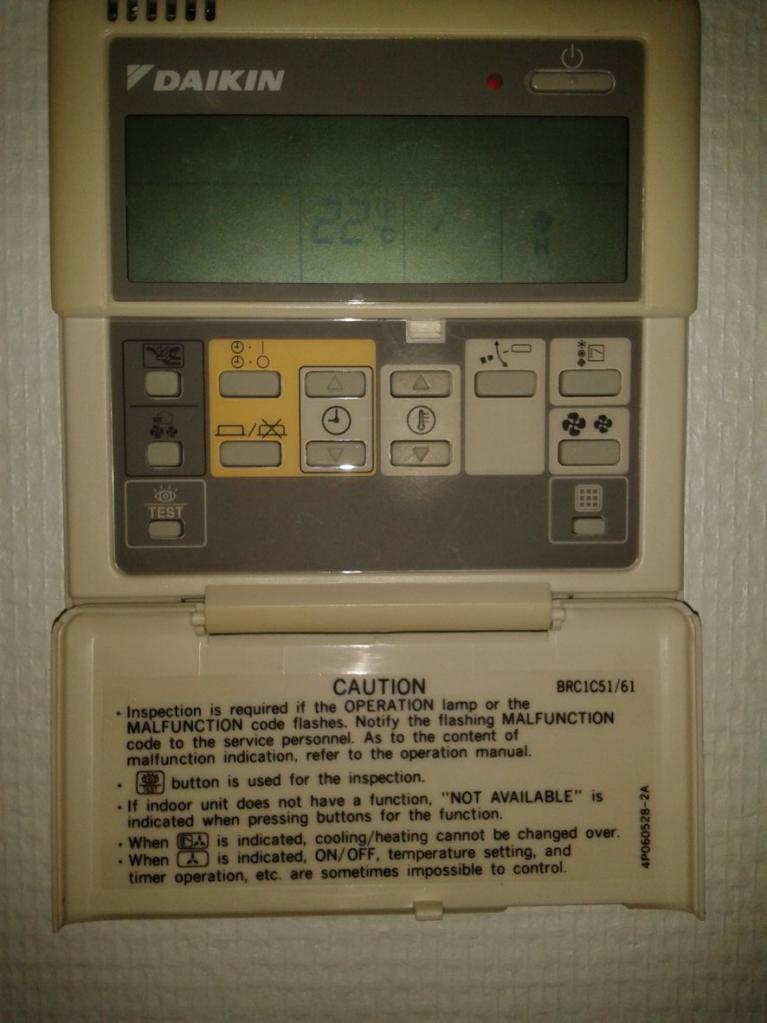 DAIKIN
22 °C
H
TEST
CAUTION
BRC1C51/61
• Inspection is required if the OPERATION lamp or the
MALFUNCTION code flashes. Notify the flashing MALFUNCTION
code to the service personnel. As to the content of
malfunction indication, refer to the operation manual.
• button is used for the inspection.
• If indoor unit does not have a function, "NOT AVAILABLE" is
indicated when pressing buttons for the function.
• When is indicated, cooling/heating cannot be changed over.
• When is indicated, ON/OFF, temperature setting, and
timer operation, etc. are sometimes impossible to control.
4P060528-2A